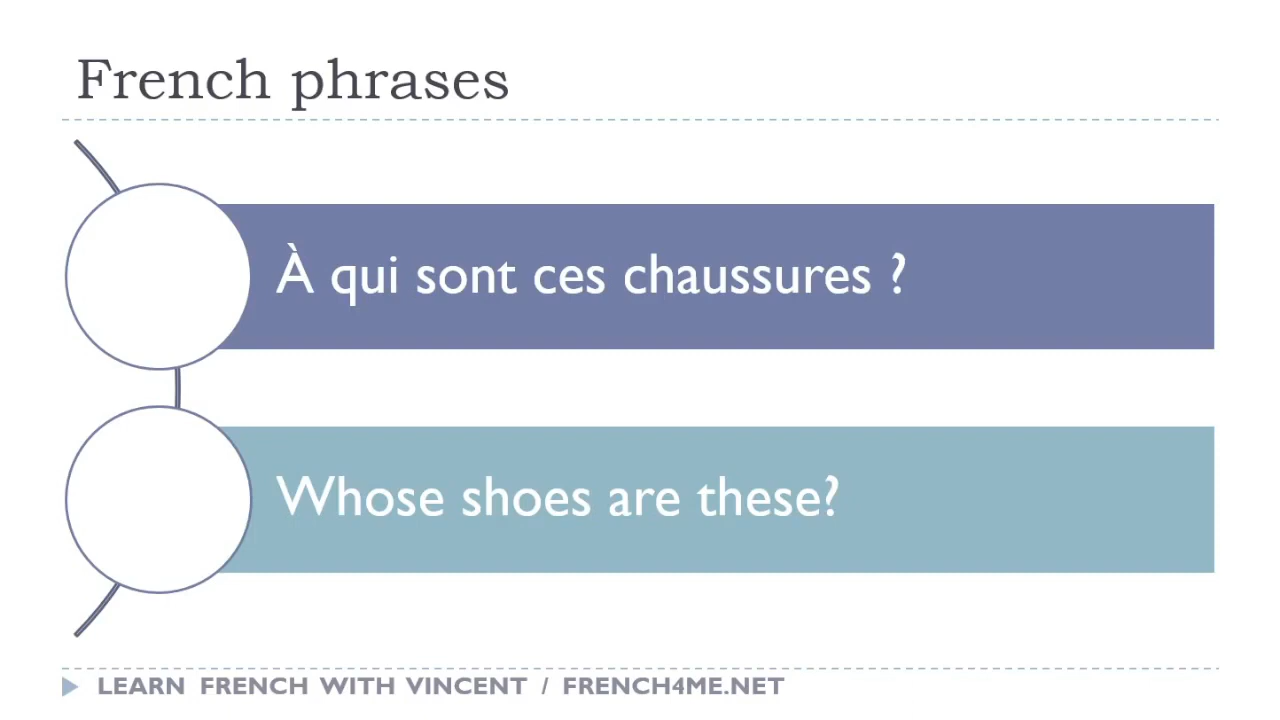 French phrases
À qui sont ces chaussures ?
Whose shoes are these?
LEARN FRENCH WITH VINCENT / FRENCH4ME.NET